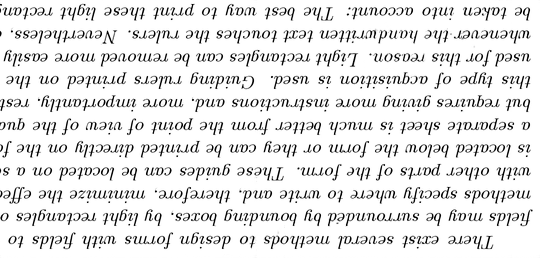 There exist several methods to design forms with fields to
fields may be surrounded by bounding boxes, by light rectangles o
methods specify where to write and, therefore, minimize the effe
with other parts of the form. These guides can be located on a s
is located below the form or they can be printed directly on the fo
a separate sheet is much better from the point of view of the qua
but requires giving more instructions and, more importantly, rest
this type of acquisition is used. Guiding rulers printed on the
used for this reason. Light rectangles can be removed more easily
whenever the handwritten text touches the rulers. Nevertheless,
be taken into account: The best way to print these light rectang